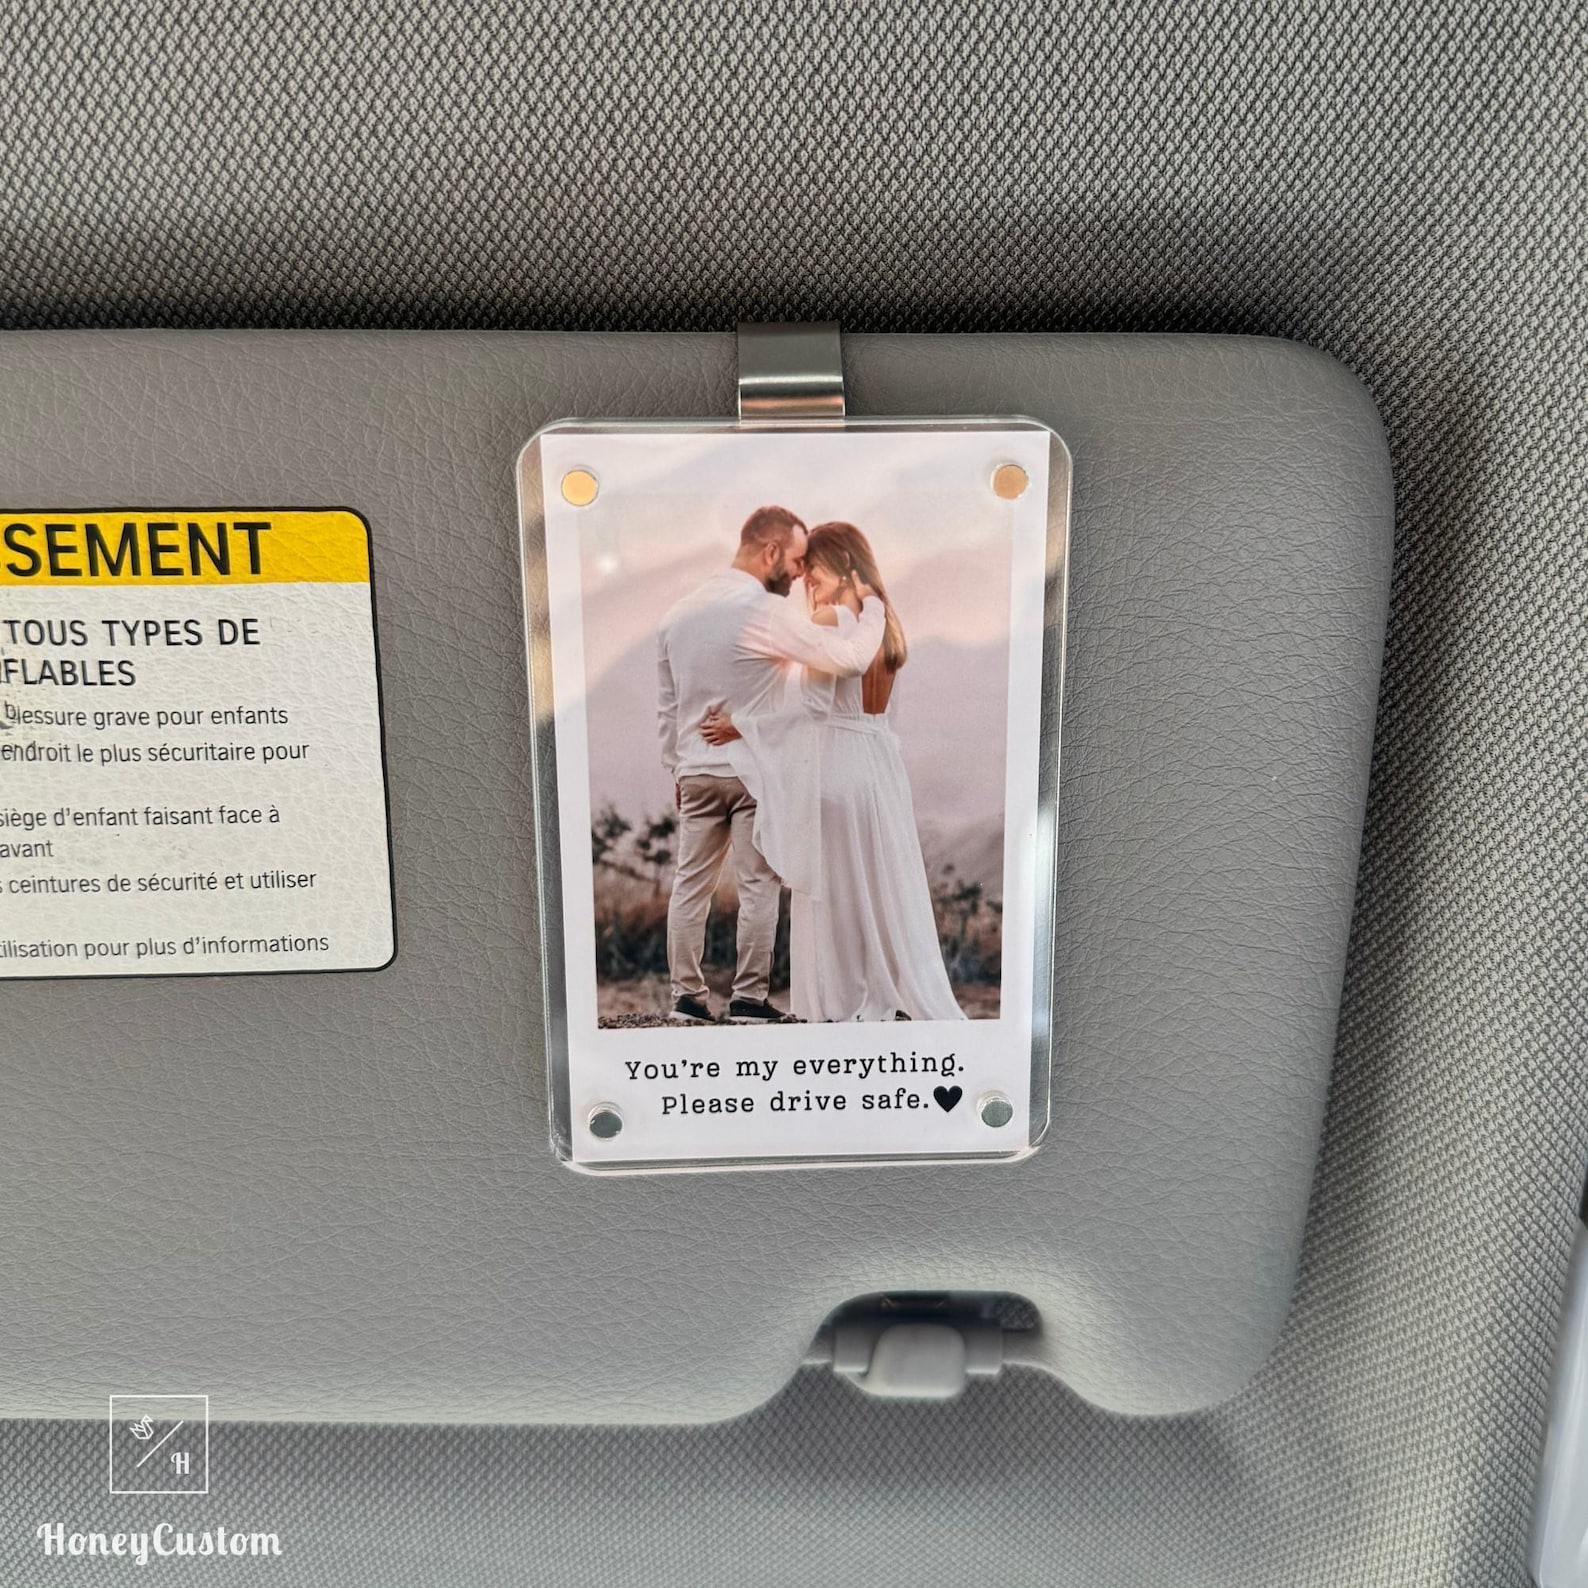 SEMENT
TOUS TYPES DE
FLABLES
blessure grave pour enfants
endroit le plus sécuritaire pour
siège d'enfant faisant face à
avant
ceintures de sécurité et utiliser
tilisation pour plus d'informations
You're my everything.
Please drive safe.♥
H
HoneyCustom